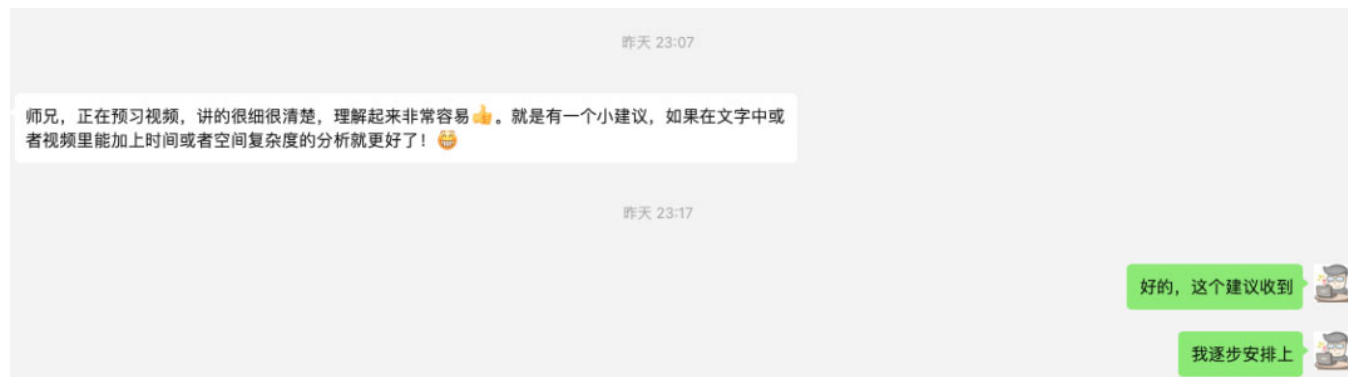 昨天 23:07
师兄，正在预习视频，讲的很细很清楚，理解起来非常容易👍。就是有一个小建议，如果在文字中或
者视频里能加上时间或者空间复杂度的分析就更好了！😁
昨天 23:17
好的，这个建议收到
我逐步安排上